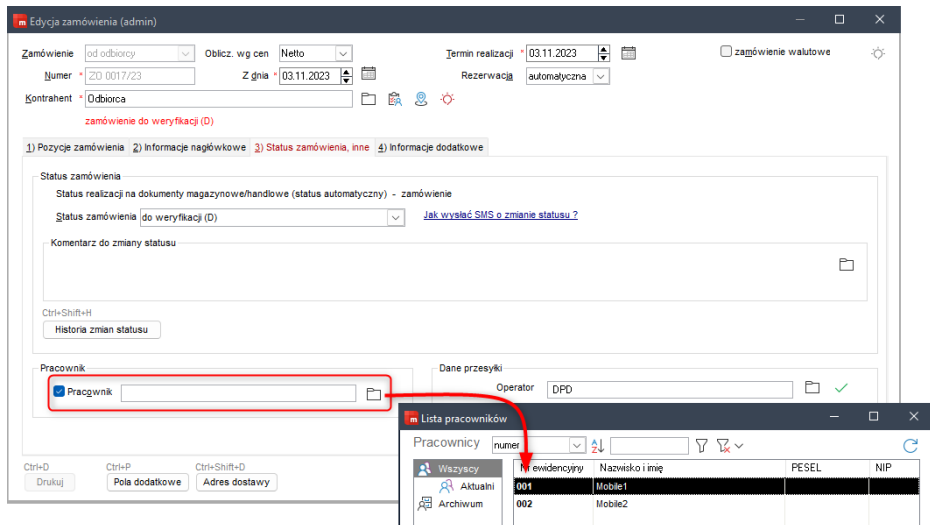 Edycja zamówienia (admin)
Zamówienie od odbiorcy Oblicz. wg cen Netto Termin realizacji * 03.11.2023 zamówienie walutowe
Numer * ZO 0017/23 Z dnia * 03.11.2023 Rezerwacja automatyczna
Kontrahent * Odbiorca
zamówienie do weryfikacji (D)
1) Pozycje zamówienia 2) Informacje nagłówkowe 3) Status zamówienia, inne 4) Informacje dodatkowe
Status zamówienia
Status realizacji na dokumenty magazynowe/handlowe (status automatyczny) - zamówienie
Status zamówienia do weryfikacji (D) Jak wysłać SMS o zmianie statusu ?
Komentarz do zmiany statusu
Ctrl+Shift+H
Historia zmian statusu
Pracownik Dane przesyłki
Pracownik Operator DPD
Lista pracowników
Pracownicy numer
Ctrl+D Ctrl+P Ctrl+Shift+D
Drukuj Pola dodatkowe Adres dostawy
Wszyscy Nr ewidencyjny Nazwisko i imię PESEL NIP
Aktualni 001 Mobile1
Archiwum 002 Mobile2